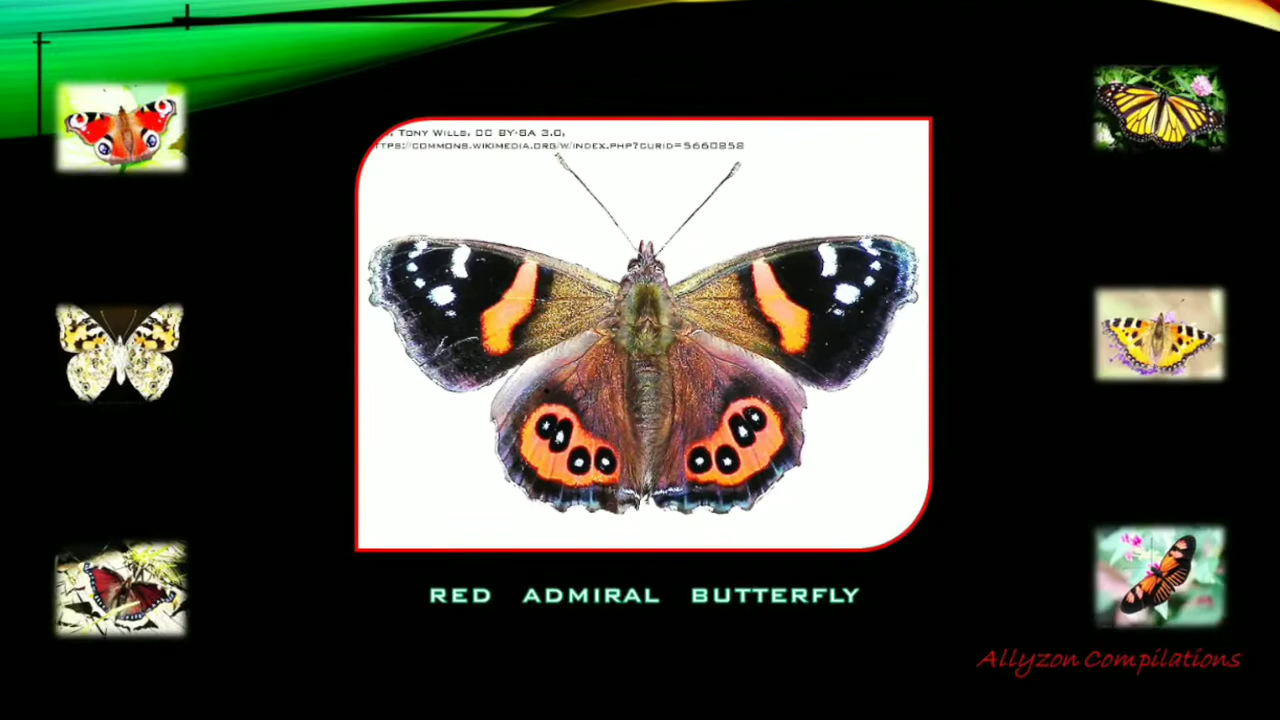 Tony Wills, CC BY-SA 3.0,
TTPS://COMMONS.WIKIMEDIA.ORG/W/INDEX.PHP?CURID=5660858
RED ADMIRAL BUTTERFLY
Allyzon Compilations